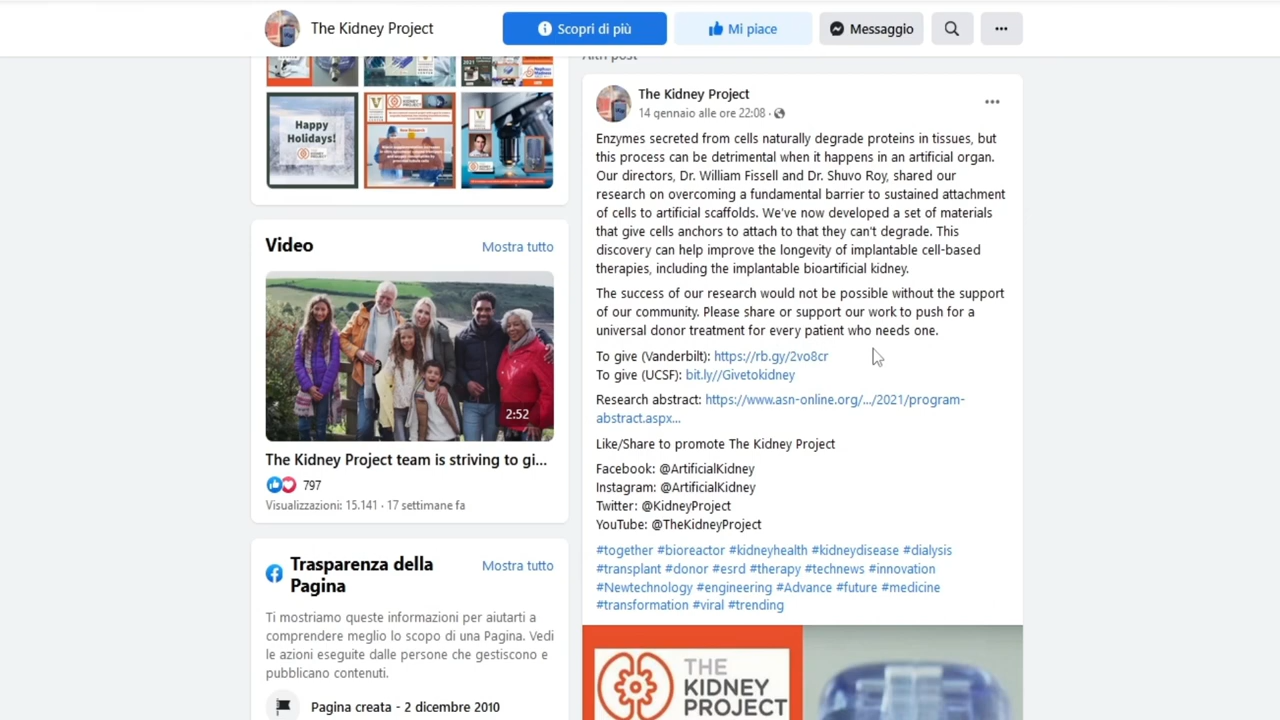 The Kidney Project
Scopri di più
Mi piace
Messaggio
Altri post
Happy
Holidays!
Video
Mostra tutto
2:52
The Kidney Project team is striving to gi...
797
Visualizzazioni: 15.141 · 17 settimane fa
Trasparenza della
Pagina
Mostra tutto
Ti mostriamo queste informazioni per aiutarti a
comprendere meglio lo scopo di una Pagina. Vedi
le azioni eseguite dalle persone che gestiscono e
pubblicano contenuti.
Pagina creata - 2 dicembre 2010
The Kidney Project
14 gennaio alle ore 22:08 ·
Enzymes secreted from cells naturally degrade proteins in tissues, but
this process can be detrimental when it happens in an artificial organ.
Our directors, Dr. William Fissell and Dr. Shuvo Roy, shared our
research on overcoming a fundamental barrier to sustained attachment
of cells to artificial scaffolds. We've now developed a set of materials
that give cells anchors to attach to that they can't degrade. This
discovery can help improve the longevity of implantable cell-based
therapies, including the implantable bioartificial kidney.
The success of our research would not be possible without the support
of our community. Please share or support our work to push for a
universal donor treatment for every patient who needs one.
To give (Vanderbilt): https://rb.gy/2vo8cr
To give (UCSF): bit.ly//Givetokidney
Research abstract: https://www.asn-online.org/.../2021/program-
abstract.aspx...
Like/Share to promote The Kidney Project
Facebook: @ArtificialKidney
Instagram: @ArtificialKidney
Twitter: @KidneyProject
YouTube: @TheKidneyProject
#together #bioreactor #kidneyhealth #kidneydisease #dialysis
#transplant #donor #esrd #therapy #technews #innovation
#Newtechnology #engineering #Advance #future #medicine
#transformation #viral #trending
THE
KIDNEY
PROJECT